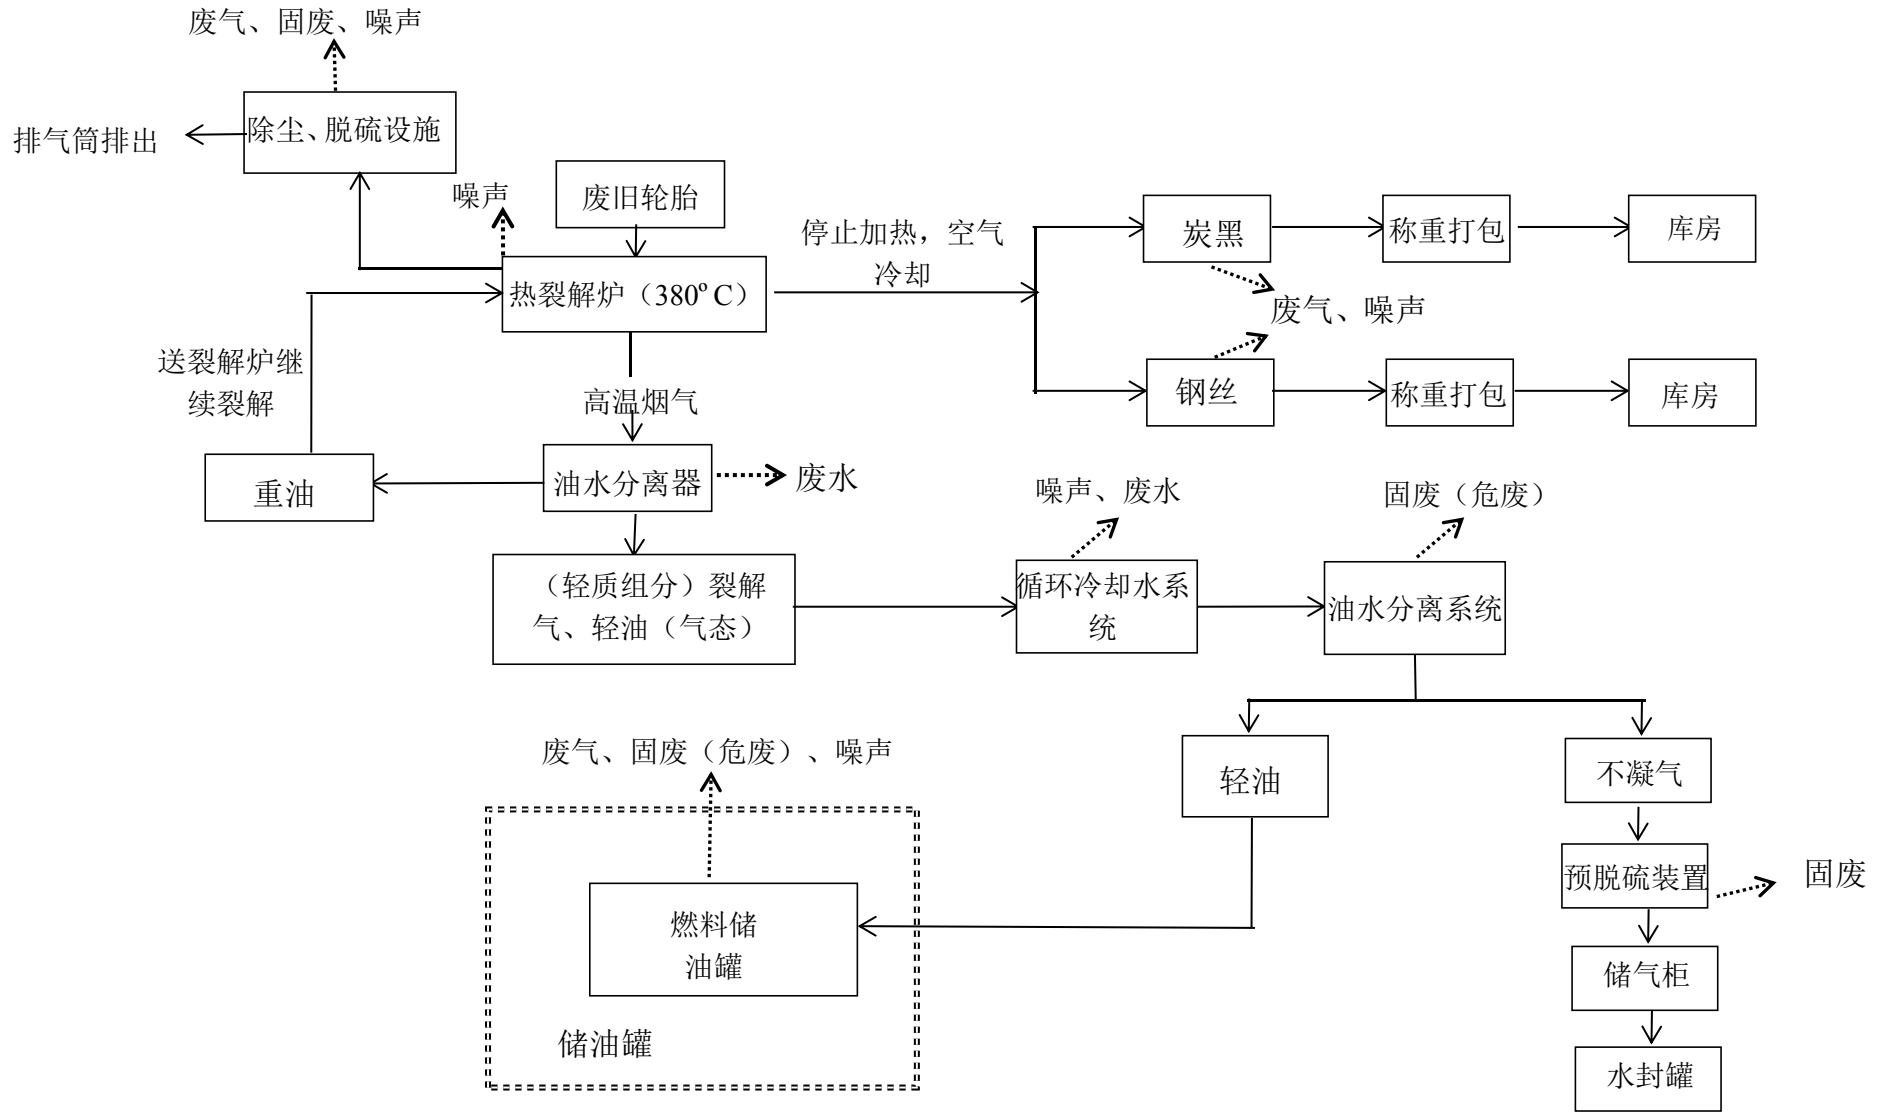 废气、固废、噪声
除尘、脱硫设施
排气筒排出
噪声
废旧轮胎
热裂解炉（380º C）
停止加热，空气
冷却
炭黑
称重打包
库房
废气、噪声
钢丝
称重打包
库房
送裂解炉继
续裂解
高温烟气
重油
油水分离器
废水
（轻质组分）裂解
气、轻油（气态）
噪声、废水
循环冷却水系
统
固废（危废）
油水分离系统
轻油
不凝气
预脱硫装置
固废
储气柜
水封罐
废气、固废（危废）、噪声
燃料储
油罐
储油罐